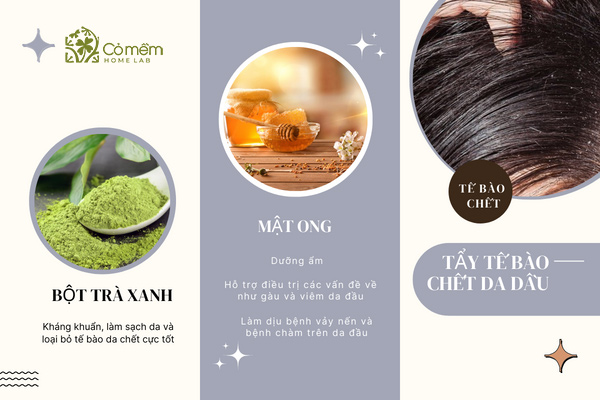 Cỏ mềm
HOME LAB
BỘT TRÀ XANH
Kháng khuẩn, làm sạch da và
loại bỏ tế bào da chết cực tốt
MẬT ONG
Dưỡng ẩm
Hỗ trợ điều trị các vấn đề về
như gàu và viêm da đầu
Làm dịu bệnh vảy nến và
bệnh chàm trên da đầu
TẾ BÀO
CHẾT
TẨY TẾ BÀO
CHẾT DA DẦU